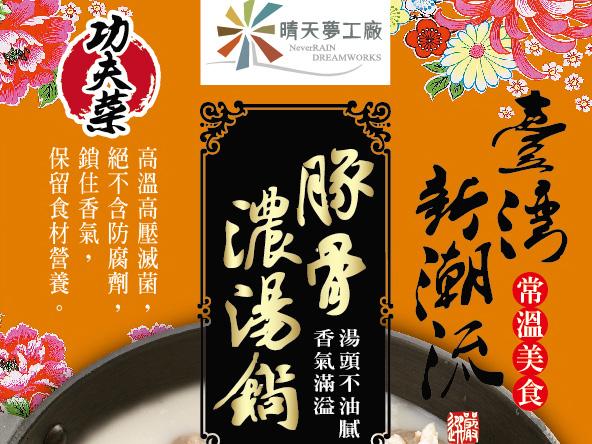 功夫菜
高溫高壓滅菌，
絕不含防腐劑，
鎖住香氣，
保留食材營養。
晴天夢工廠
NeverRAIN
DREAMWORKS
豚骨
濃湯鍋
湯頭不油膩
香氣滿溢
臺灣
新潮流
常溫美食